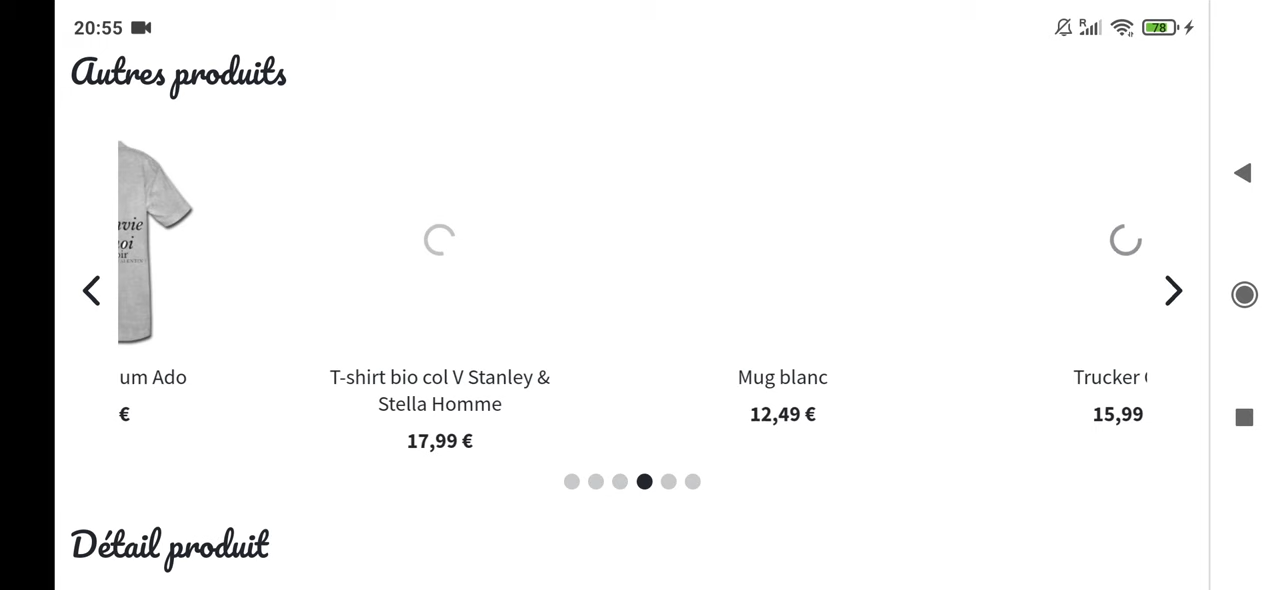 20:55
R
78
Autres produits
um Ado
€
T-shirt bio col V Stanley &
Stella Homme
17,99 €
Mug blanc
12,49 €
Trucker
15,99
Détail produit